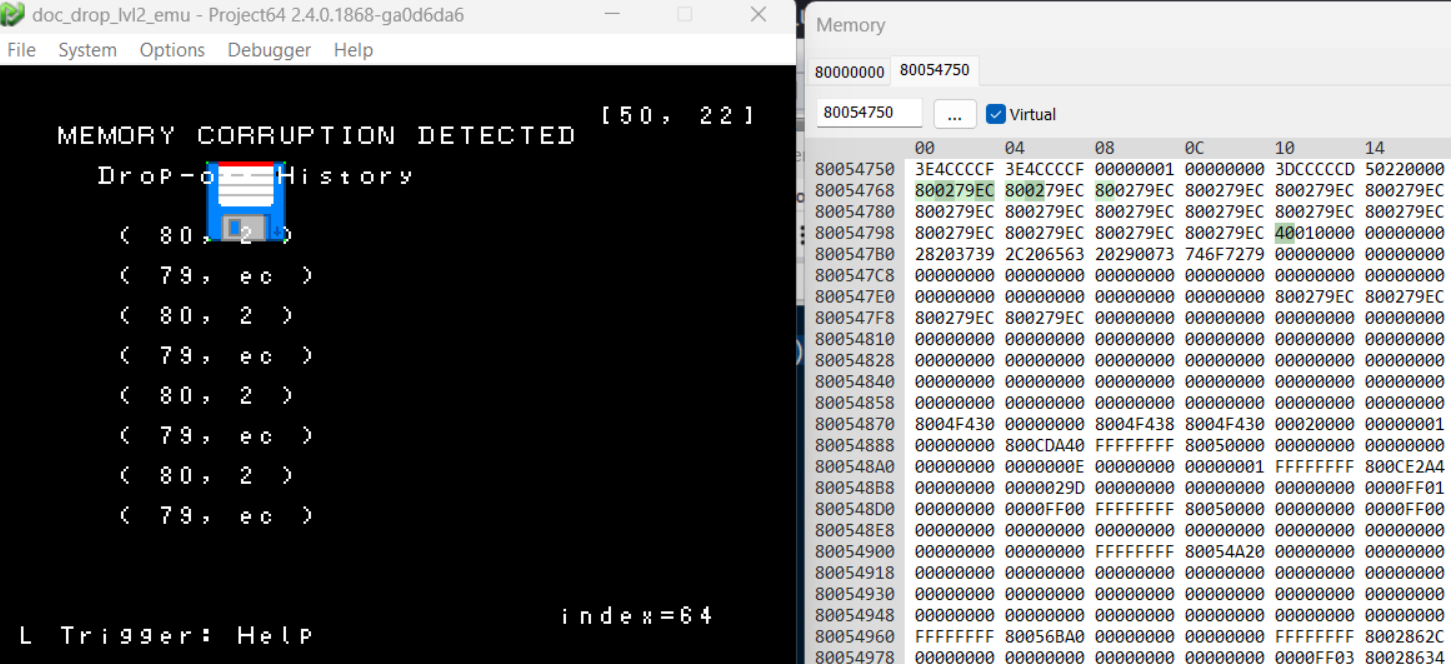 doc_drop_lvl2_emu - Project64 2.4.0.1868-ga0d6da6
File System Options Debugger Help
[50, 22]
MEMORY CORRUPTION DETECTED
History
( 80, 2 )
( 79, ec )
( 80, 2 )
( 79, ec )
( 80, 2 )
( 79, ec )
( 80, 2 )
( 79, ec )
index=64
L Trigger: Help
Memory
80000000 80054750
80054750 ... Virtual
00 04 08 0C 10 14
80054750 3E4CCCCF 3E4CCCCF 00000001 00000000 3DCCCCCD 50220000
80054768 800279EC 800279EC 800279EC 800279EC 800279EC 800279EC
80054780 800279EC 800279EC 800279EC 800279EC 800279EC 800279EC
80054798 800279EC 800279EC 800279EC 800279EC 40010000 00000000
800547B0 28203739 2C206563 20290073 746F7279 00000000 00000000
800547C8 00000000 00000000 00000000 00000000 00000000 00000000
800547E0 00000000 00000000 00000000 00000000 800279EC 800279EC
800547F8 800279EC 800279EC 00000000 00000000 00000000 00000000
80054810 00000000 00000000 00000000 00000000 00000000 00000000
80054828 00000000 00000000 00000000 00000000 00000000 00000000
80054840 00000000 00000000 00000000 00000000 00000000 00000000
80054858 00000000 00000000 00000000 00000000 00000000 00000000
80054870 8004F430 00000000 8004F438 8004F430 00020000 00000001
80054888 00000000 800CDA40 FFFFFFFF 80050000 00000000 00000000
800548A0 00000000 0000000E 00000000 00000001 FFFFFFFF 800CE2A4
800548B8 00000000 0000029D 00000000 00000000 00000000 0000FF01
800548D0 00000000 0000FF00 FFFFFFFF 80050000 00000000 0000FF00
800548E8 00000000 00000000 00000000 00000000 00000000 00000000
80054900 00000000 00000000 FFFFFFFF 80054A20 00000000 00000000
80054918 00000000 00000000 00000000 00000000 00000000 00000000
80054930 00000000 00000000 00000000 00000000 00000000 00000000
80054948 00000000 00000000 00000000 00000000 00000000 00000000
80054960 FFFFFFFF 80056BA0 00000000 00000000 FFFFFFFF 8002862C
80054978 00000000 00000000 00000000 00000000 0000FF03 80028634